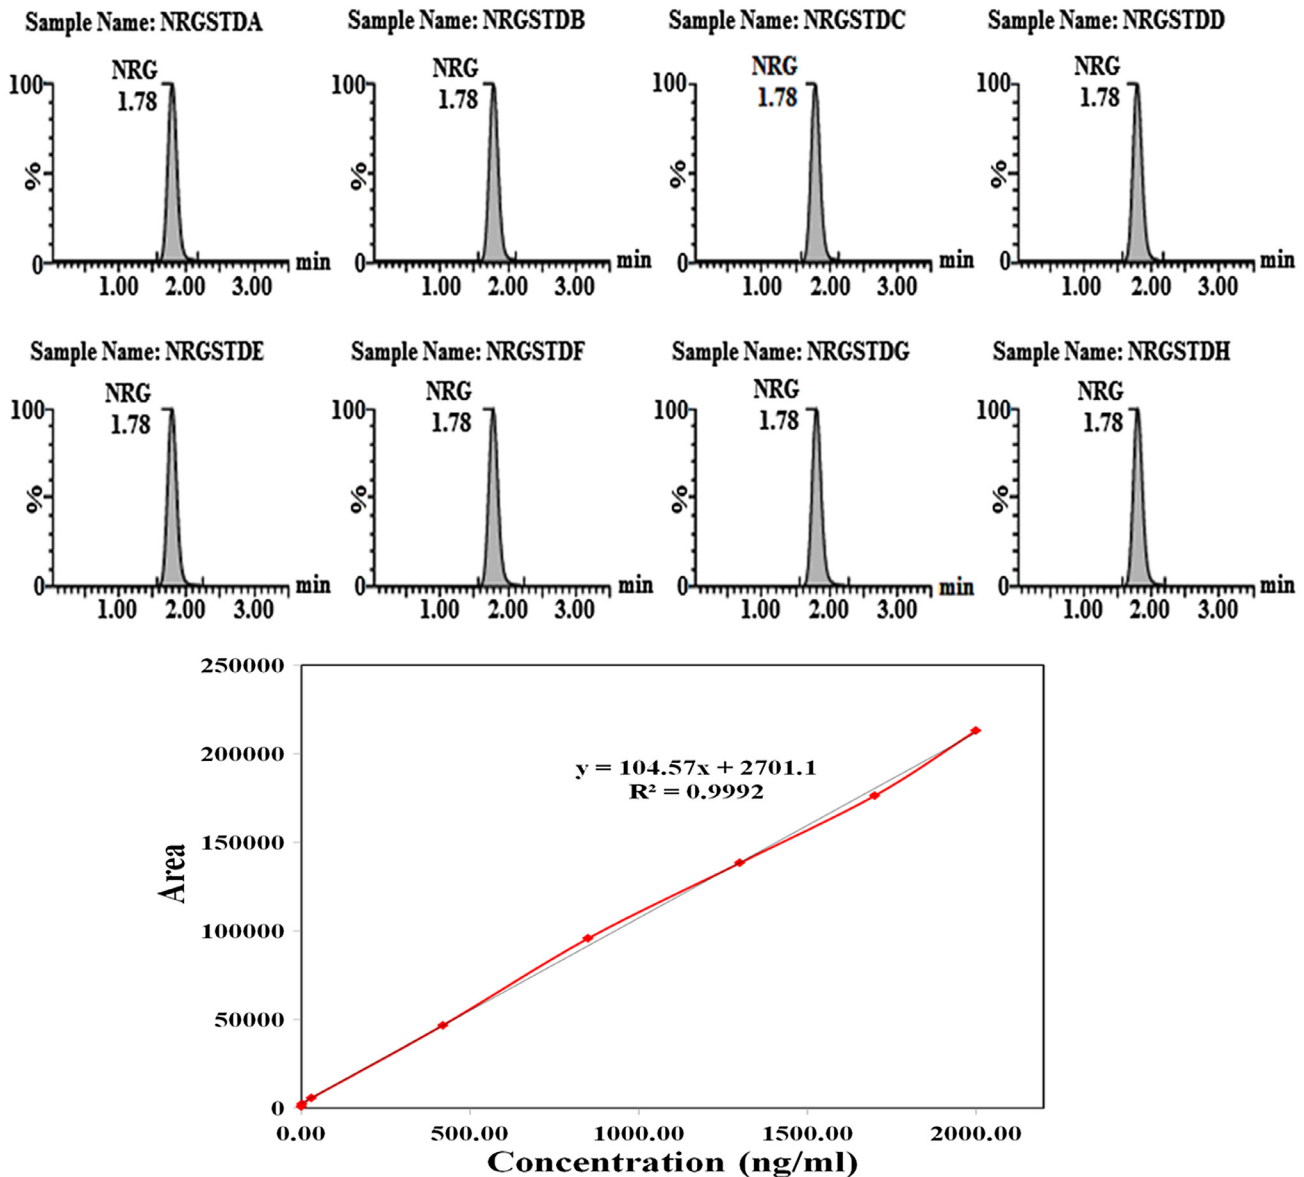 Sample Name: NRGSTDA
Sample Name: NRGSTDB
Sample Name: NRGSTDC
Sample Name: NRGSTDD
NRG
1.78
100
%
0
1.00 2.00 3.00
min
NRG
1.78
100
%
0
1.00 2.00 3.00
min
NRG
1.78
100
%
0
1.00 2.00 3.00
min
NRG
1.78
100
%
0
1.00 2.00 3.00
min
Sample Name: NRGSTDE
Sample Name: NRGSTDF
Sample Name: NRGSTDG
Sample Name: NRGSTDH
NRG
1.78
100
%
0
1.00 2.00 3.00
min
NRG
1.78
100
%
0
1.00 2.00 3.00
min
NRG
1.78
100
%
0
1.00 2.00 3.00
min
NRG
1.78
100
%
0
1.00 2.00 3.00
min
250000
200000
150000
100000
50000
0
Area
y = 104.57x + 2701.1
R² = 0.9992
0.00 500.00 1000.00 1500.00 2000.00
Concentration (ng/ml)